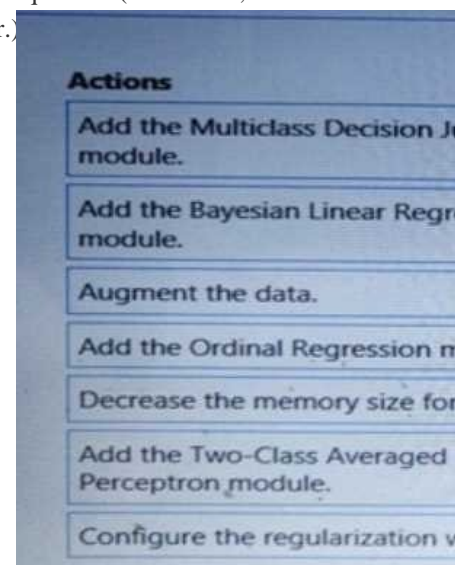 r.)
Actions
Add the Multiclass Decision
module.
Add the Bayesian Linear
module.
Augment the data.
Add the Ordinal Regression
Decrease the memory size for
Add the Two-Class Averaged
Perceptron module.
Configure the regularization